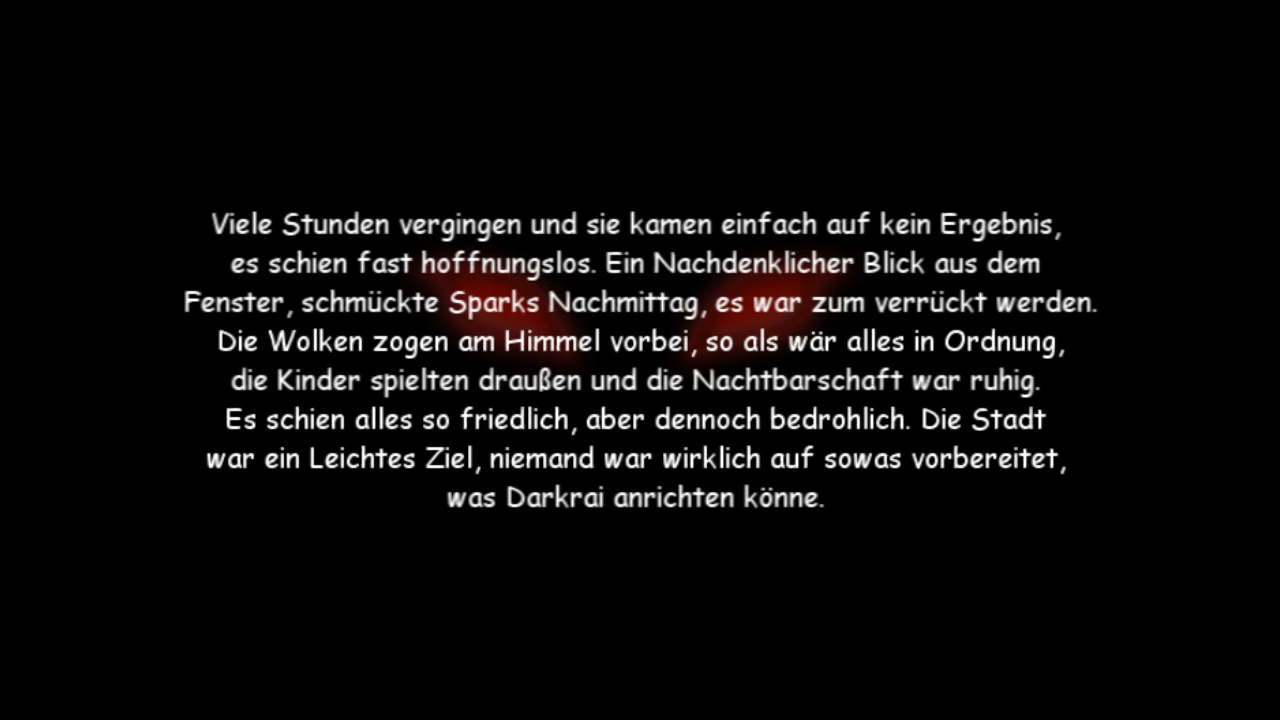 Viele Stunden vergingen und sie kamen einfach auf kein Ergebnis,
es schien fast hoffnungslos. Ein Nachdenklicher Blick aus dem
Fenster, schmückte Sparks Nachmittag, es war zum verrückt werden.
Die Wolken zogen am Himmel vorbei, so als wär alles in Ordnung,
die Kinder spielten draußen und die Nachtbarschaft war ruhig.
Es schien alles so friedlich, aber dennoch bedrohlich. Die Stadt
war ein Leichtes Ziel, niemand war wirklich auf sowas vorbereitet,
was Darkrai anrichten könne.